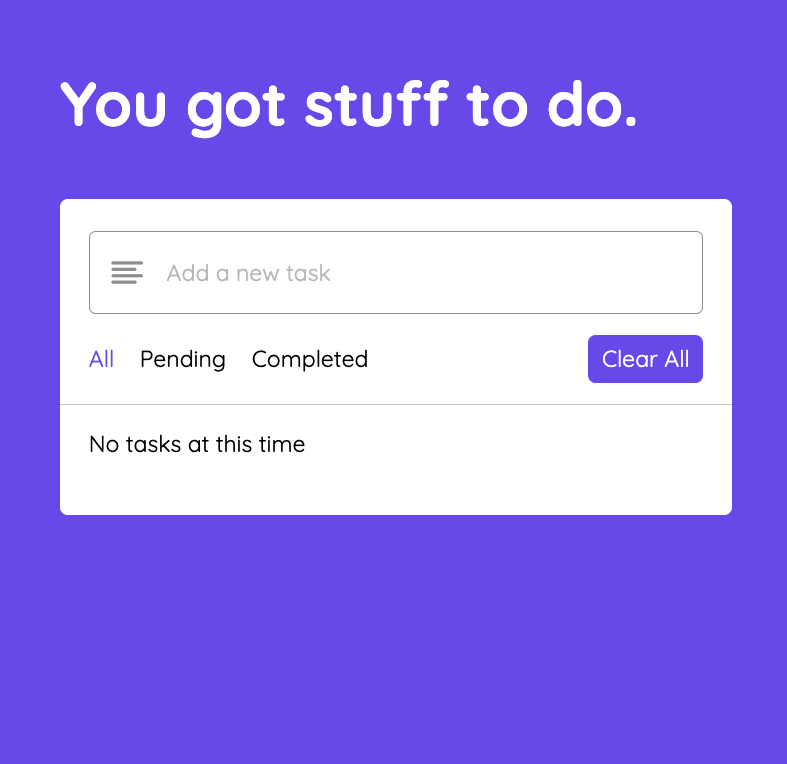 You got stuff to do.
Add a new task
All Pending Completed Clear All
No tasks at this time